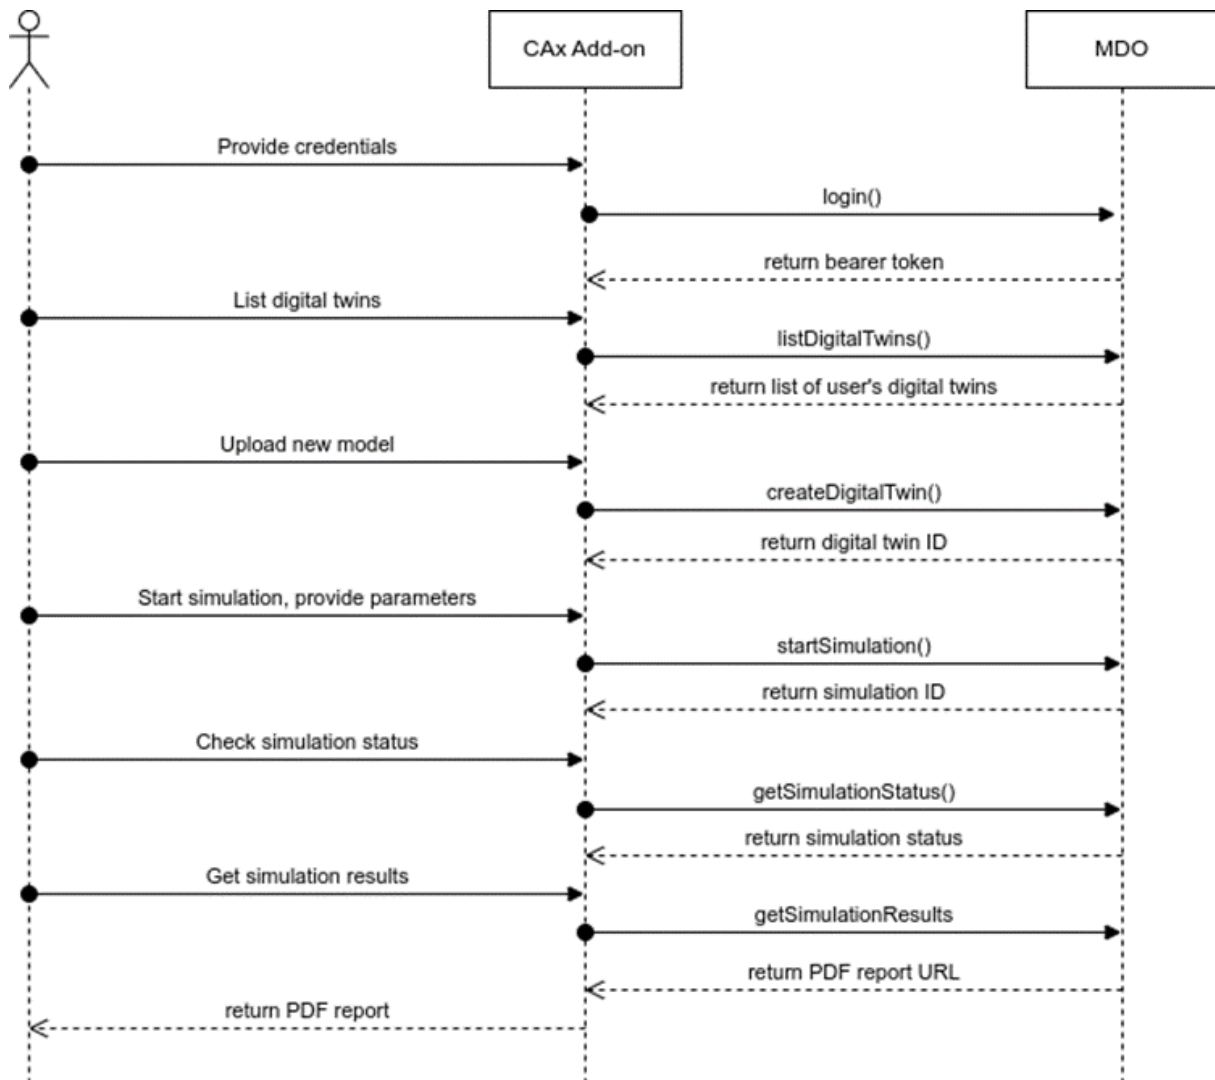 CAx Add-on
MDO
Provide credentials
login()
return bearer token
List digital twins
listDigitalTwins()
return list of user's digital twins
Upload new model
createDigitalTwin()
return digital twin ID
Start simulation, provide parameters
startSimulation()
return simulation ID
Check simulation status
getSimulationStatus()
return simulation status
Get simulation results
getSimulationResults
return PDF report URL
return PDF report